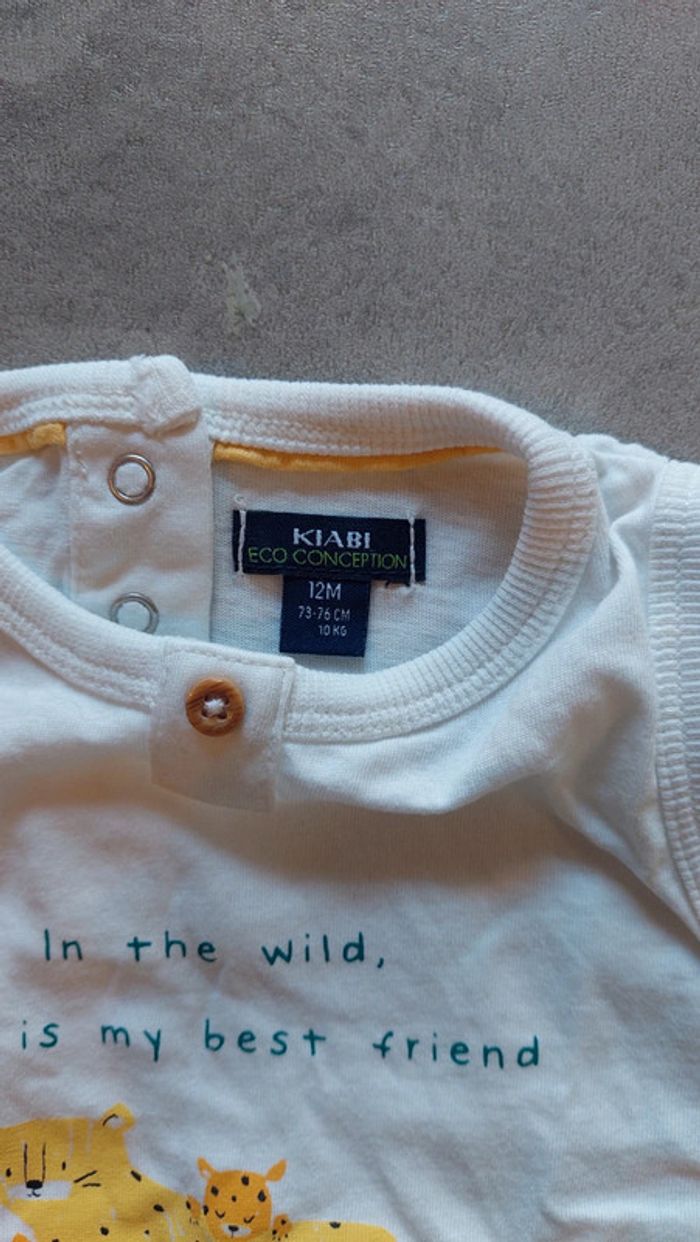 KIABI
ECO CONCEPTION
12M
73-76 CM
10 KG
In the wild,
is my best friend